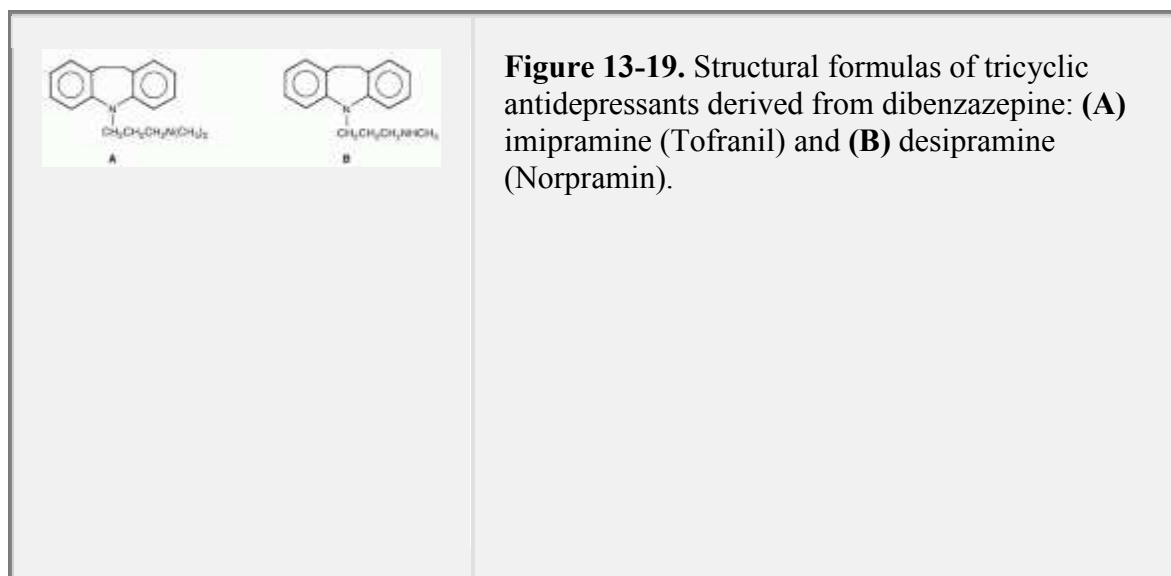 N
CH₂CH₂CH₂N(CH₃)₂
A
N
CH₂CH₂CH₂NHCH₃
B
Figure 13-19. Structural formulas of tricyclic
antidepressants derived from dibenzazepine: (A)
imipramine (Tofranil) and (B) desipramine
(Norpramin).